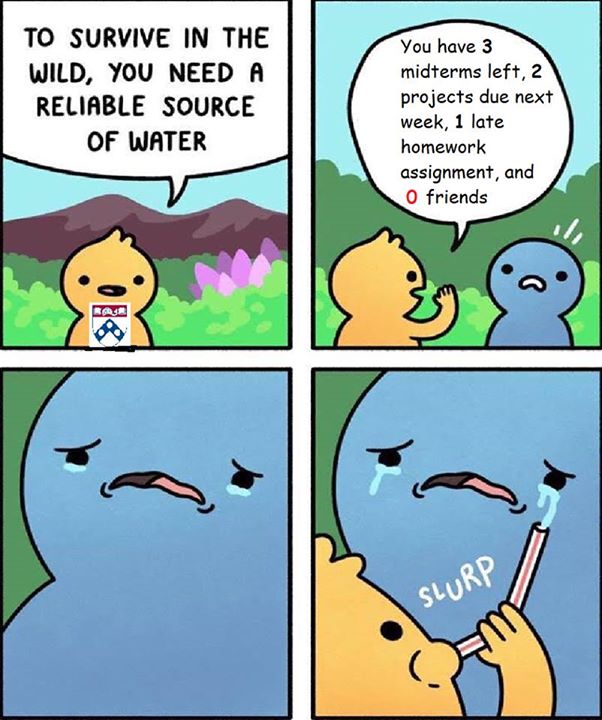 TO SURVIVE IN THE
WILD, YOU NEED A
RELIABLE SOURCE
OF WATER
You have 3
midterms left, 2
projects due next
week, 1 late
homework
assignment, and
0 friends
SLURP